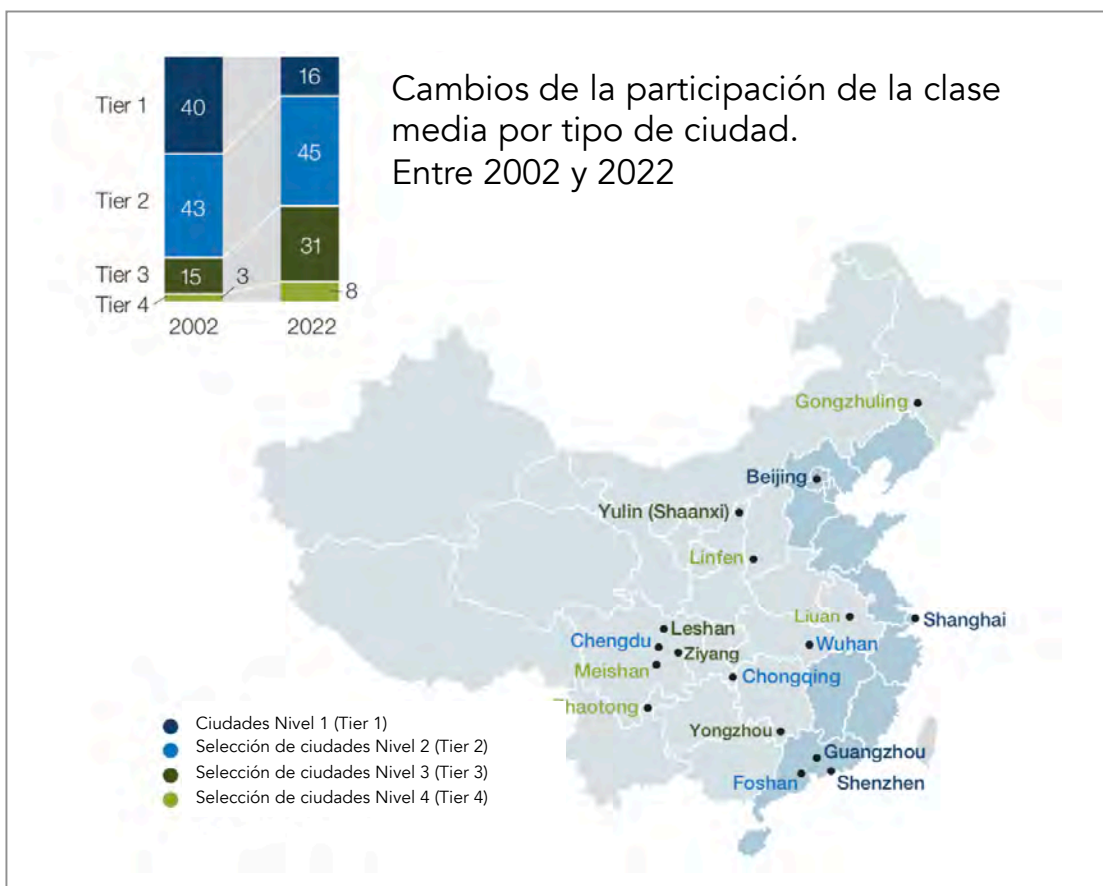 Cambios de la participación de la clase
media por tipo de ciudad.
Entre 2002 y 2022
Tier 1
40
16
Tier 2
43
45
Tier 3
15
31
Tier 4
3
8
2002
2022
Gongzhuling
Beijing
Yulin (Shaanxi)
Linfen
Liuan
Shanghai
Leshan
Chengdu
Wuhan
Ziyang
Meishan
Chongqing
haotong
Yongzhou
Guangzhou
Foshan
Shenzhen
Ciudades Nivel 1 (Tier 1)
Selección de ciudades Nivel 2 (Tier 2)
Selección de ciudades Nivel 3 (Tier 3)
Selección de ciudades Nivel 4 (Tier 4)